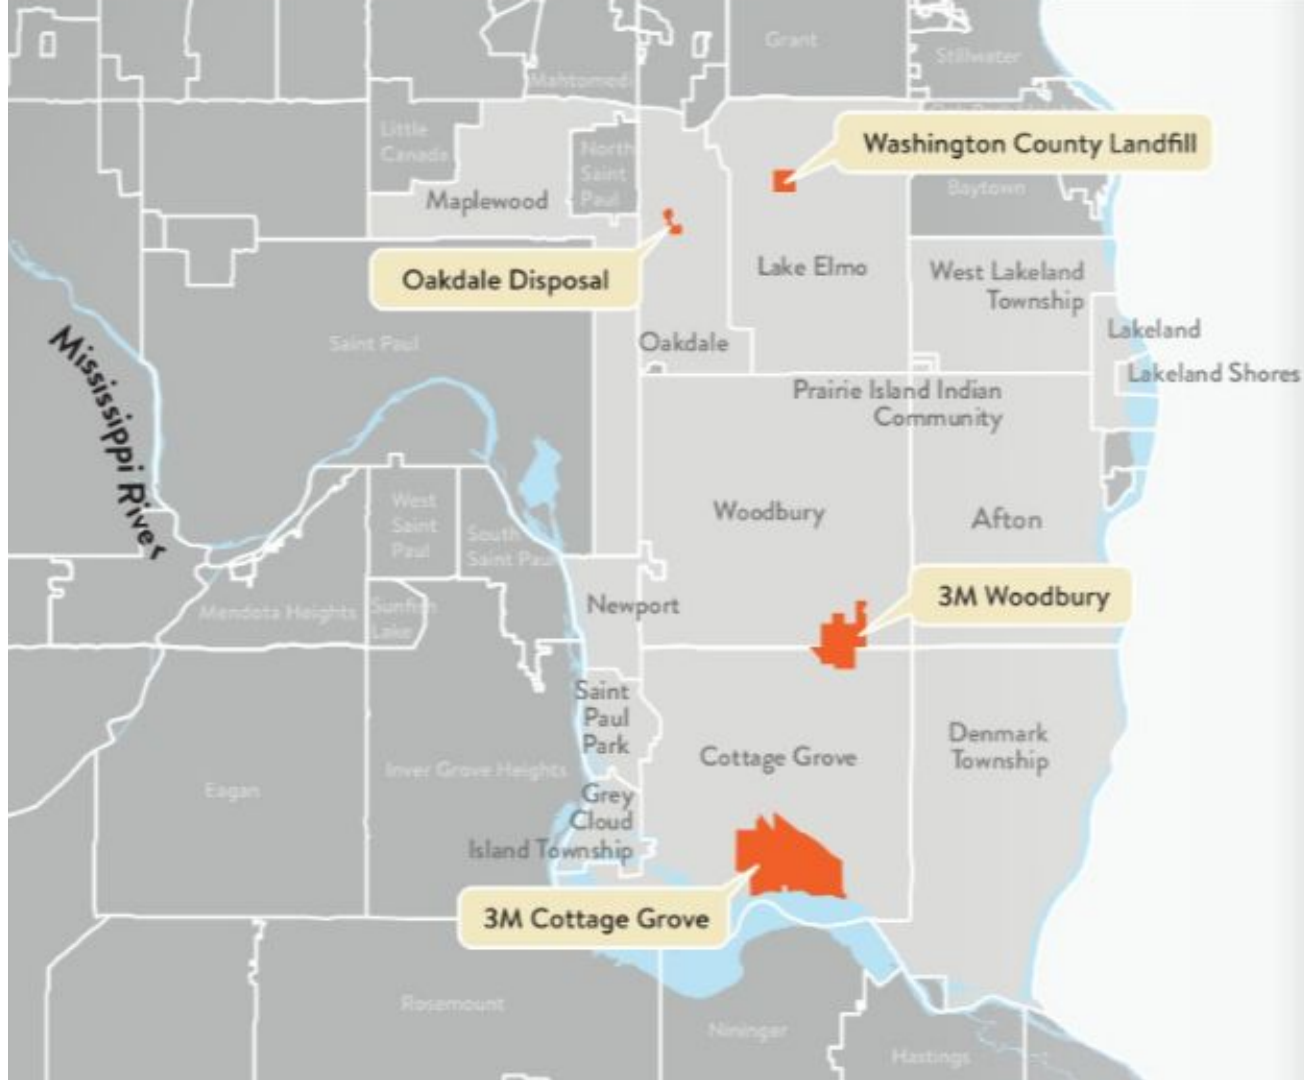 Grant
Stillwater
Mahtomedi
Little
Canada
North
Saint
Paul
Washington County Landfill
Baytown
Maplewood
Oakdale Disposal
Lake Elmo
West Lakeland
Township
Lakeland
Saint Paul
Oakdale
Lakeland Shores
Prairie Island Indian
Community
Mississippi River
West
Saint
Paul
South
Saint Paul
Woodbury
Afton
3M Woodbury
Newport
Mendota Heights
Sunfish
Lake
Saint
Paul
Park
Cottage Grove
Denmark
Township
Eagan
Inver Grove Heights
Grey
Cloud
Island Township
3M Cottage Grove
Rosemount
Nininger
Hastings